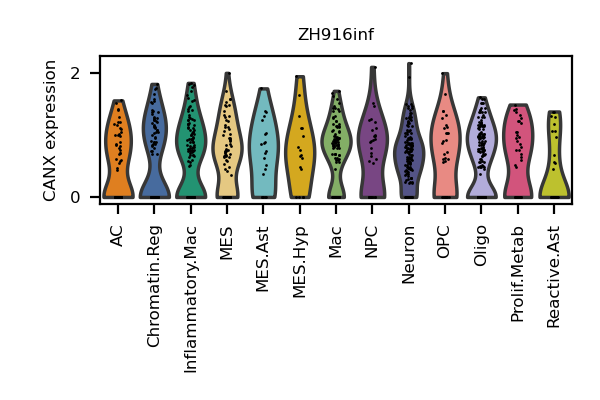 ZH916inf
CANX expression
2
0
AC
Chromatin.Reg
Inflammatory.Mac
MES
MES.Ast
MES.Hyp
Mac
NPC
Neuron
OPC
Oligo
Prolif.Metab
Reactive.Ast